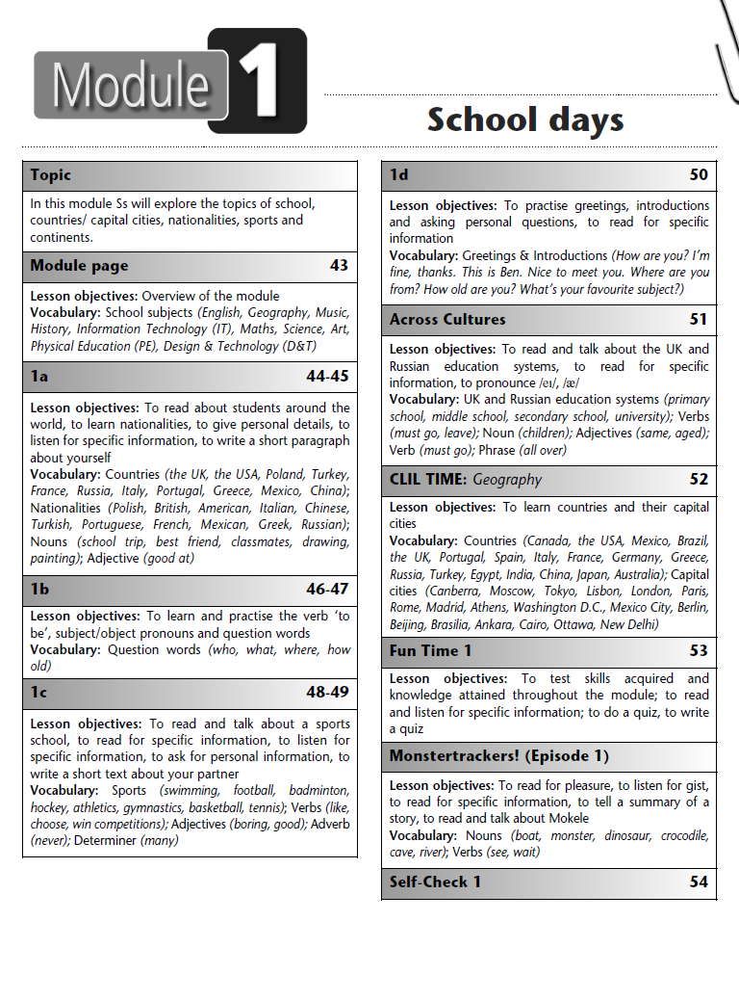 Module 1
School days
Topic
In this module Ss will explore the topics of school,
countries/ capital cities, nationalities, sports and
continents.
Module page 43
Lesson objectives: Overview of the module
Vocabulary: School subjects (English, Geography, Music,
History, Information Technology (IT), Maths, Science, Art,
Physical Education (PE), Design & Technology (D&T)
1a 44-45
Lesson objectives: To read about students around the
world, to learn nationalities, to give personal details, to
listen for specific information, to write a short paragraph
about yourself
Vocabulary: Countries (the UK, the USA, Poland, Turkey,
France, Russia, Italy, Portugal, Greece, Mexico, China);
Nationalities (Polish, British, American, Italian, Chinese,
Turkish, Portuguese, French, Mexican, Greek, Russian);
Nouns (school trip, best friend, classmates, drawing,
painting); Adjective (good at)
1b 46-47
Lesson objectives: To learn and practise the verb ‘to
be’, subject/object pronouns and question words
Vocabulary: Question words (who, what, where, how
old)
1c 48-49
Lesson objectives: To read and talk about a sports
school, to read for specific information, to listen for
specific information, to ask for personal information, to
write a short text about your partner
Vocabulary: Sports (swimming, football, badminton,
hockey, athletics, gymnastics, basketball, tennis); Verbs (like,
choose, win competitions); Adjectives (boring, good); Adverb
(never); Determiner (many)
1d 50
Lesson objectives: To practise greetings, introductions
and asking personal questions, to read for specific
information
Vocabulary: Greetings & Introductions (How are you? I’m
fine, thanks. This is Ben. Nice to meet you. Where are you
from? How old are you? What’s your favourite subject?)
Across Cultures 51
Lesson objectives: To read and talk about the UK and
Russian education systems, to read for specific
information, to pronounce /eɪ/, /æ/
Vocabulary: UK and Russian education systems (primary
school, middle school, secondary school, university); Verbs
(must go, leave); Noun (children); Adjectives (same, aged);
Verb (must go); Phrase (all over)
CLIL TIME: Geography 52
Lesson objectives: To learn countries and their capital
cities
Vocabulary: Countries (Canada, the USA, Mexico, Brazil,
the UK, Portugal, Spain, Italy, France, Germany, Greece,
Russia, Turkey, Egypt, India, China, Japan, Australia); Capital
cities (Canberra, Moscow, Tokyo, Lisbon, London, Paris,
Rome, Madrid, Athens, Washington D.C., Mexico City, Berlin,
Beijing, Brasilia, Ankara, Cairo, Ottawa, New Delhi)
Fun Time 1 53
Lesson objectives: To test skills acquired and
knowledge attained throughout the module; to read
and listen for specific information; to do a quiz, to write
a quiz
Monstertrackers! (Episode 1)
Lesson objectives: To read for pleasure, to listen for gist,
to read for specific information, to tell a summary of a
story, to read and talk about Mokele
Vocabulary: Nouns (boat, monster, dinosaur, crocodile,
cave, river); Verbs (see, wait)
Self-Check 1 54